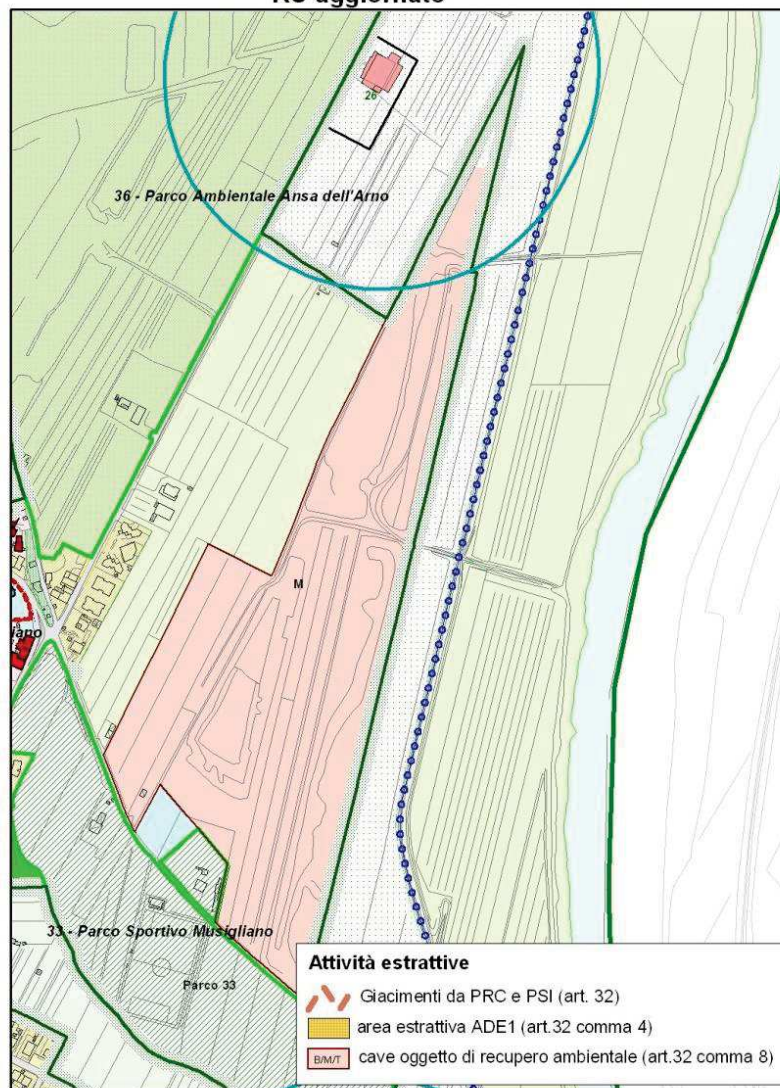 RU aggiornato
26
36 - Parco Ambientale Ansa dell'Arno
M
iano
33 - Parco Sportivo Musigliano
Parco 33
Attività estrattive
Giacimenti da PRC e PSI (art. 32)
area estrattiva ADE1 (art.32 comma 4)
B/M/T cave oggetto di recupero ambientale (art.32 comma 8)